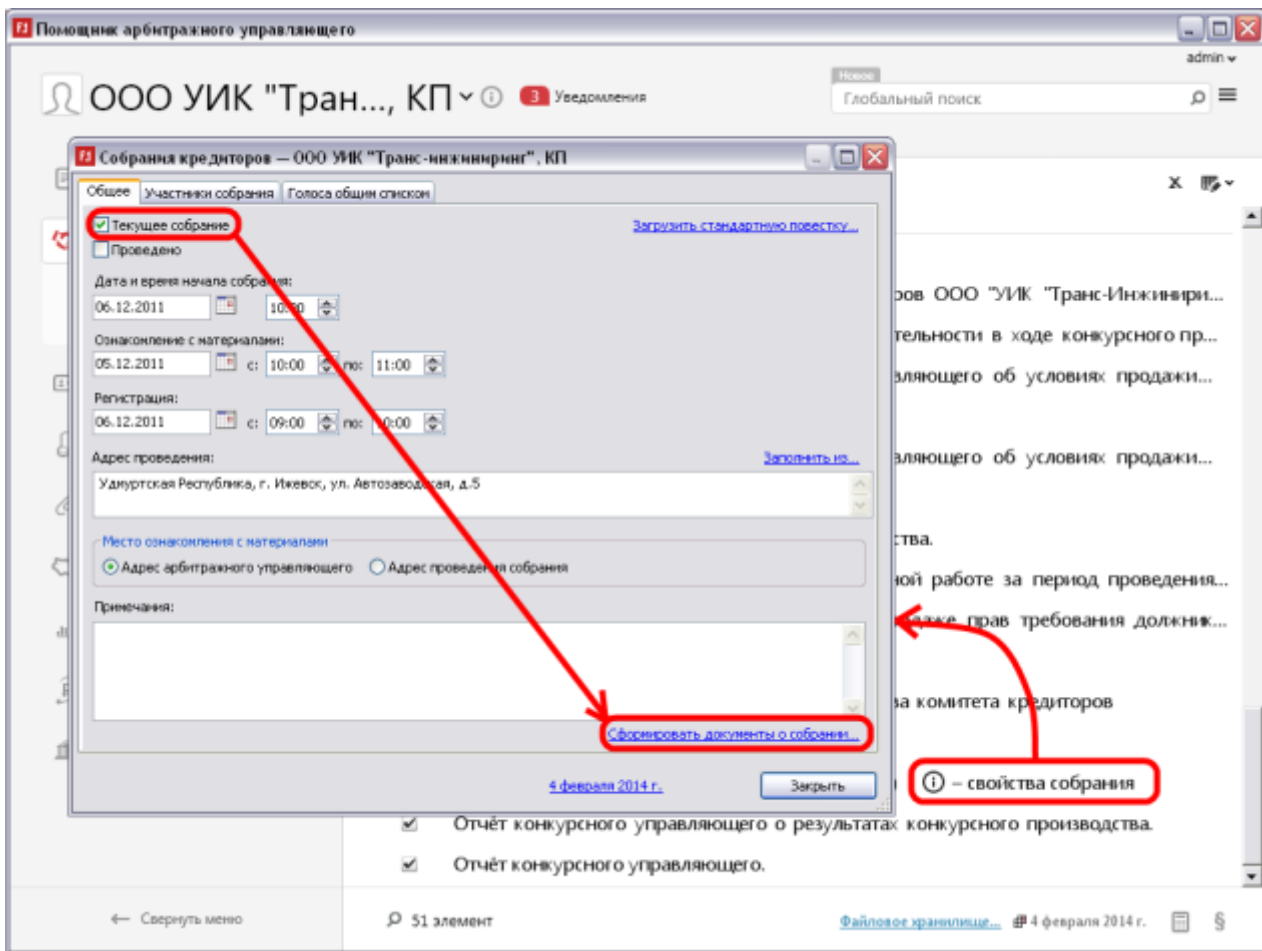 Помощник арбитражного управляющего
admin
ООО УИК "Тран..., КП
3 Уведомления
Новое
Глобальный поиск
Собрания кредиторов — ООО УИК "Транс-инжиниринг", КП
Общее Участники собрания Голоса общим списком
Текущее собрание
Загрузить стандартную повестку...
Проведено
Дата и время начала собрания:
06.12.2011 10:00
Ознакомление с материалами:
05.12.2011 с: 10:00 по: 11:00
Регистрация:
06.12.2011 с: 09:00 по: 10:00
Адрес проведения:
Заполнить из...
Удмуртская Республика, г. Ижевск, ул. Автозаводская, д.5
Место ознакомления с материалами
Адрес арбитражного управляющего Адрес проведения собрания
Примечания:
Сформировать документы о собрании...
4 февраля 2014 г.
Закрыть
ров ООО "УИК "Транс-Инжинири...
тельности в ходе конкурсного пр...
вляющего об условиях продажи...
вляющего об условиях продажи...
ства.
ной работе за период проведения...
одаже прав требования должник...
ва комитета кредиторов
– свойства собрания
Отчёт конкурсного управляющего о результатах конкурсного производства.
Отчёт конкурсного управляющего.
← Свернуть меню
51 элемент
Файловое хранилище...
4 февраля 2014 г.
§